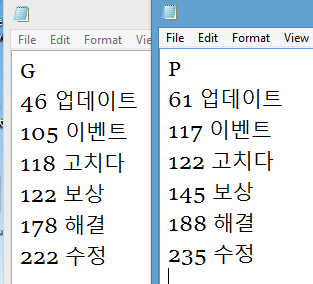 File Edit Format
G
46 업데이트
105 이벤트
118 고치다
122 보상
178 해결
222 수정
File Edit Format View
P
61 업데이트
117 이벤트
122 고치다
145 보상
188 해결
235 수정